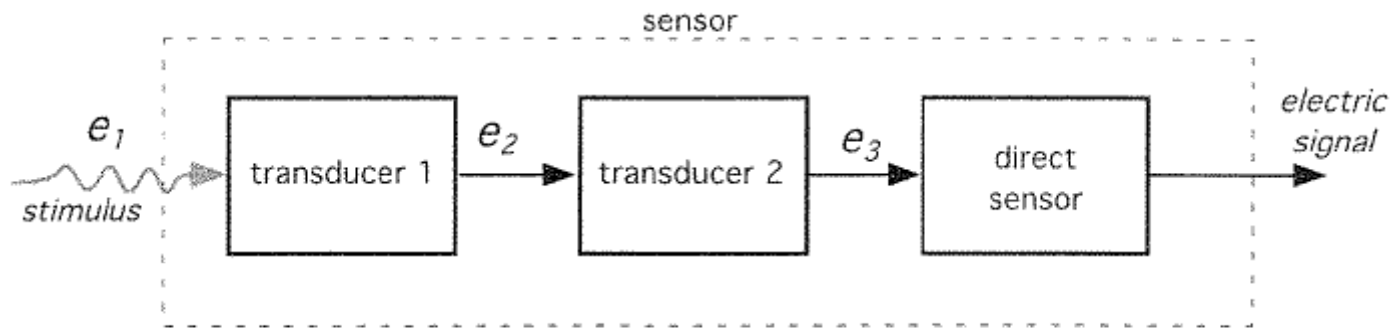 sensor
e1
stimulus
transducer 1
e2
transducer 2
e3
direct
sensor
electric
signal